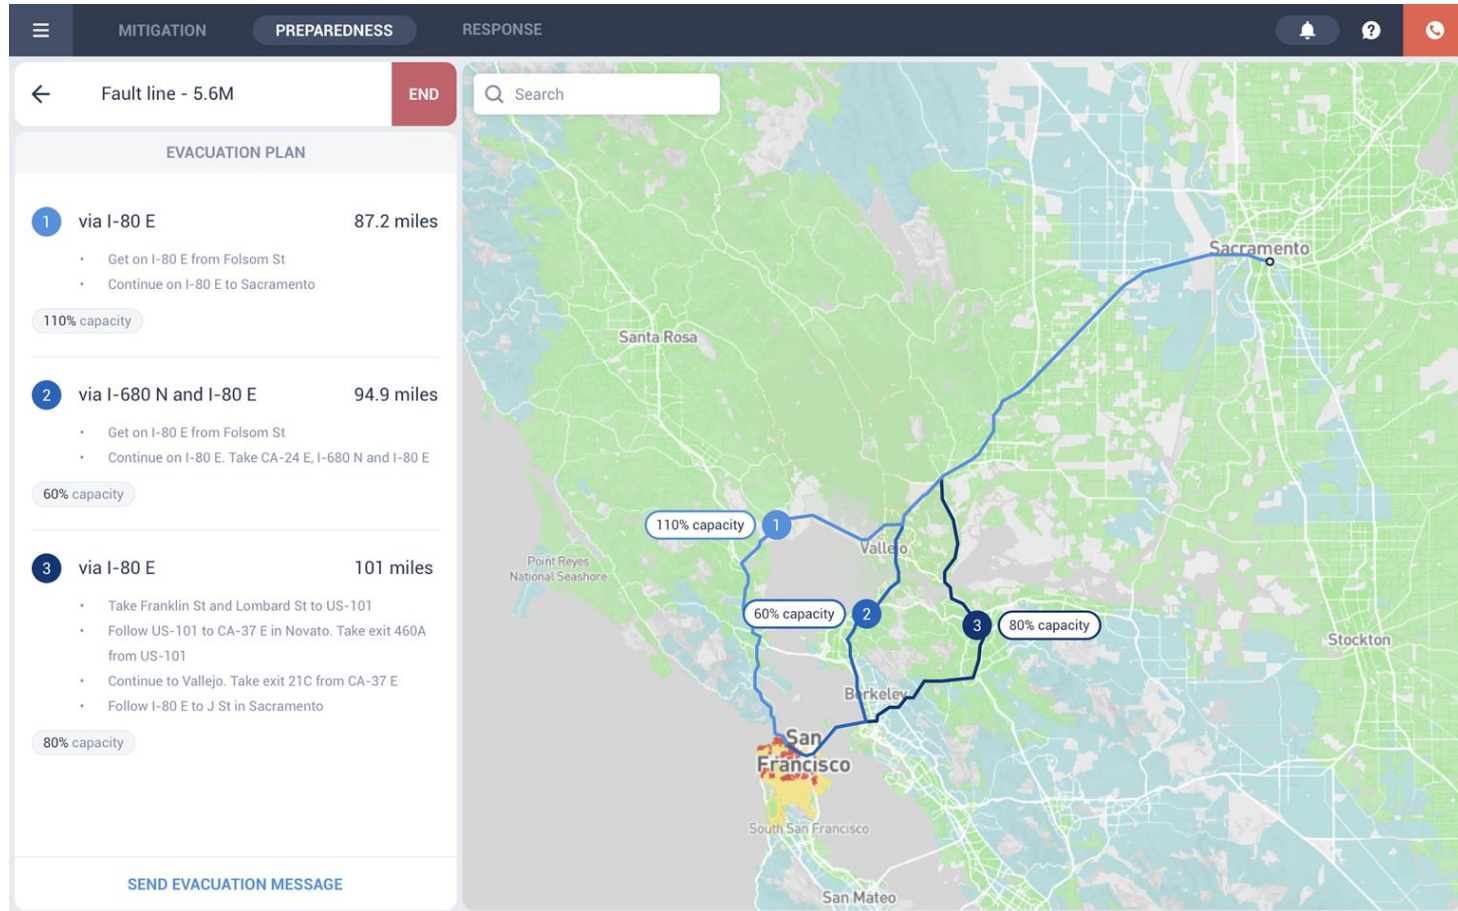 MITIGATION
PREPAREDNESS
RESPONSE
Fault line - 5.6M
END
EVACUATION PLAN
1
via I-80 E
87.2 miles
• Get on I-80 E from Folsom St
• Continue on I-80 E to Sacramento
110% capacity
2
via I-680 N and I-80 E
94.9 miles
• Get on I-80 E from Folsom St
• Continue on I-80 E. Take CA-24 E, I-680 N and I-80 E
60% capacity
3
via I-80 E
101 miles
• Take Franklin St and Lombard St to US-101
• Follow US-101 to CA-37 E in Novato. Take exit 460A
from US-101
• Continue to Vallejo. Take exit 21C from CA-37 E
• Follow I-80 E to J St in Sacramento
80% capacity
SEND EVACUATION MESSAGE
Search
Sacramento
Santa Rosa
110% capacity
1
Vallejo
Point Reyes
National Seashore
60% capacity
2
3
80% capacity
Stockton
Berkeley
San
Francisco
South San Francisco
San Mateo